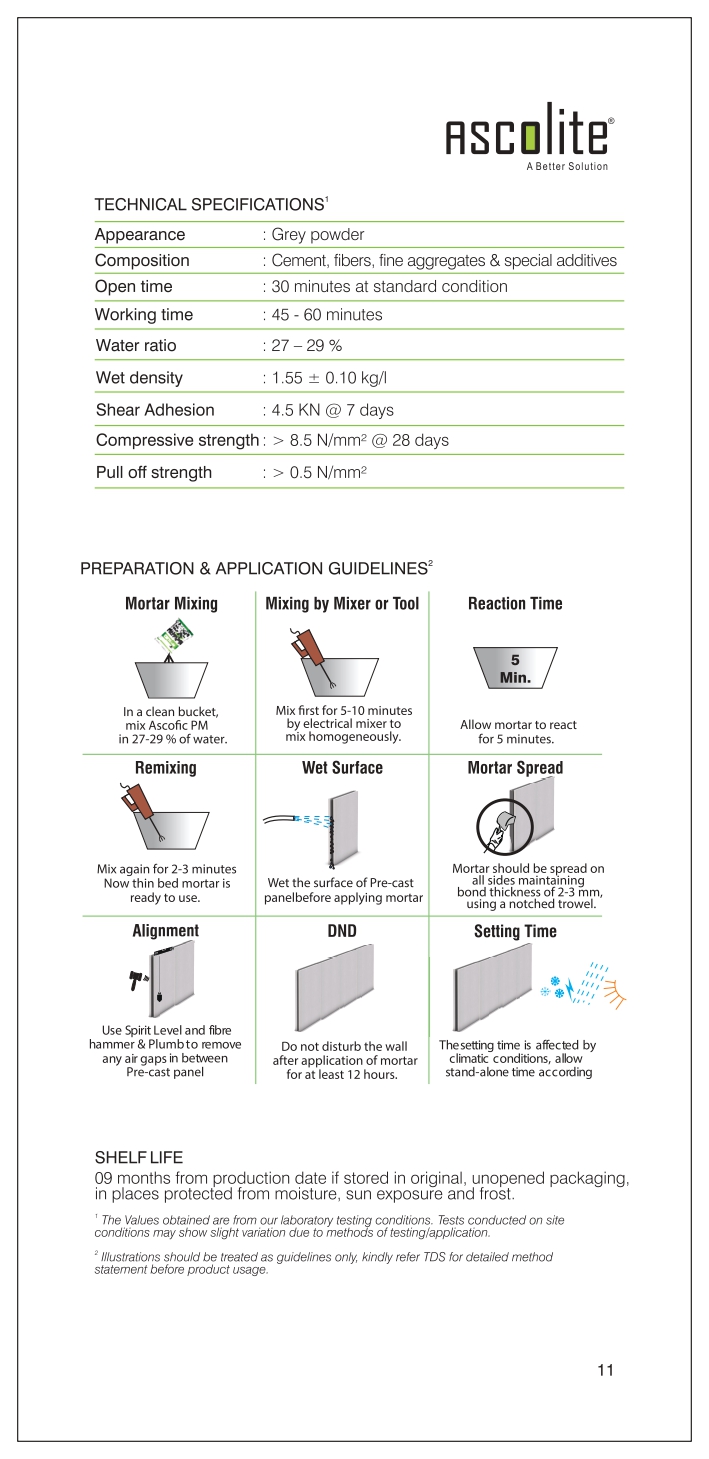 ASCOlite®
A Better Solution
TECHNICAL SPECIFICATIONS¹
Appearance : Grey powder
Composition : Cement, fibers, fine aggregates & special additives
Open time : 30 minutes at standard condition
Working time : 45 - 60 minutes
Water ratio : 27 – 29 %
Wet density : 1.55 ± 0.10 kg/l
Shear Adhesion : 4.5 KN @ 7 days
Compressive strength : > 8.5 N/mm² @ 28 days
Pull off strength : > 0.5 N/mm²
PREPARATION & APPLICATION GUIDELINES²
Mortar Mixing
In a clean bucket,
mix Ascofic PM
in 27-29 % of water.
Mixing by Mixer or Tool
Mix first for 5-10 minutes
by electrical mixer to
mix homogeneously.
Reaction Time
5
Min.
Allow mortar to react
for 5 minutes.
Remixing
Mix again for 2-3 minutes
Now thin bed mortar is
ready to use.
Wet Surface
Wet the surface of Pre-cast
panelbefore applying mortar
Mortar Spread
Mortar should be spread on
all sides maintaining
bond thickness of 2-3 mm,
using a notched trowel.
Alignment
Use Spirit Level and fibre
hammer & Plumb to remove
any air gaps in between
Pre-cast panel
DND
Do not disturb the wall
after application of mortar
for at least 12 hours.
Setting Time
Thesetting time is affected by
climatic conditions, allow
stand-alone time according
SHELF LIFE
09 months from production date if stored in original, unopened packaging,
in places protected from moisture, sun exposure and frost.
¹ The Values obtained are from our laboratory testing conditions. Tests conducted on site
conditions may show slight variation due to methods of testing/application.
² Illustrations should be treated as guidelines only, kindly refer TDS for detailed method
statement before product usage.
11